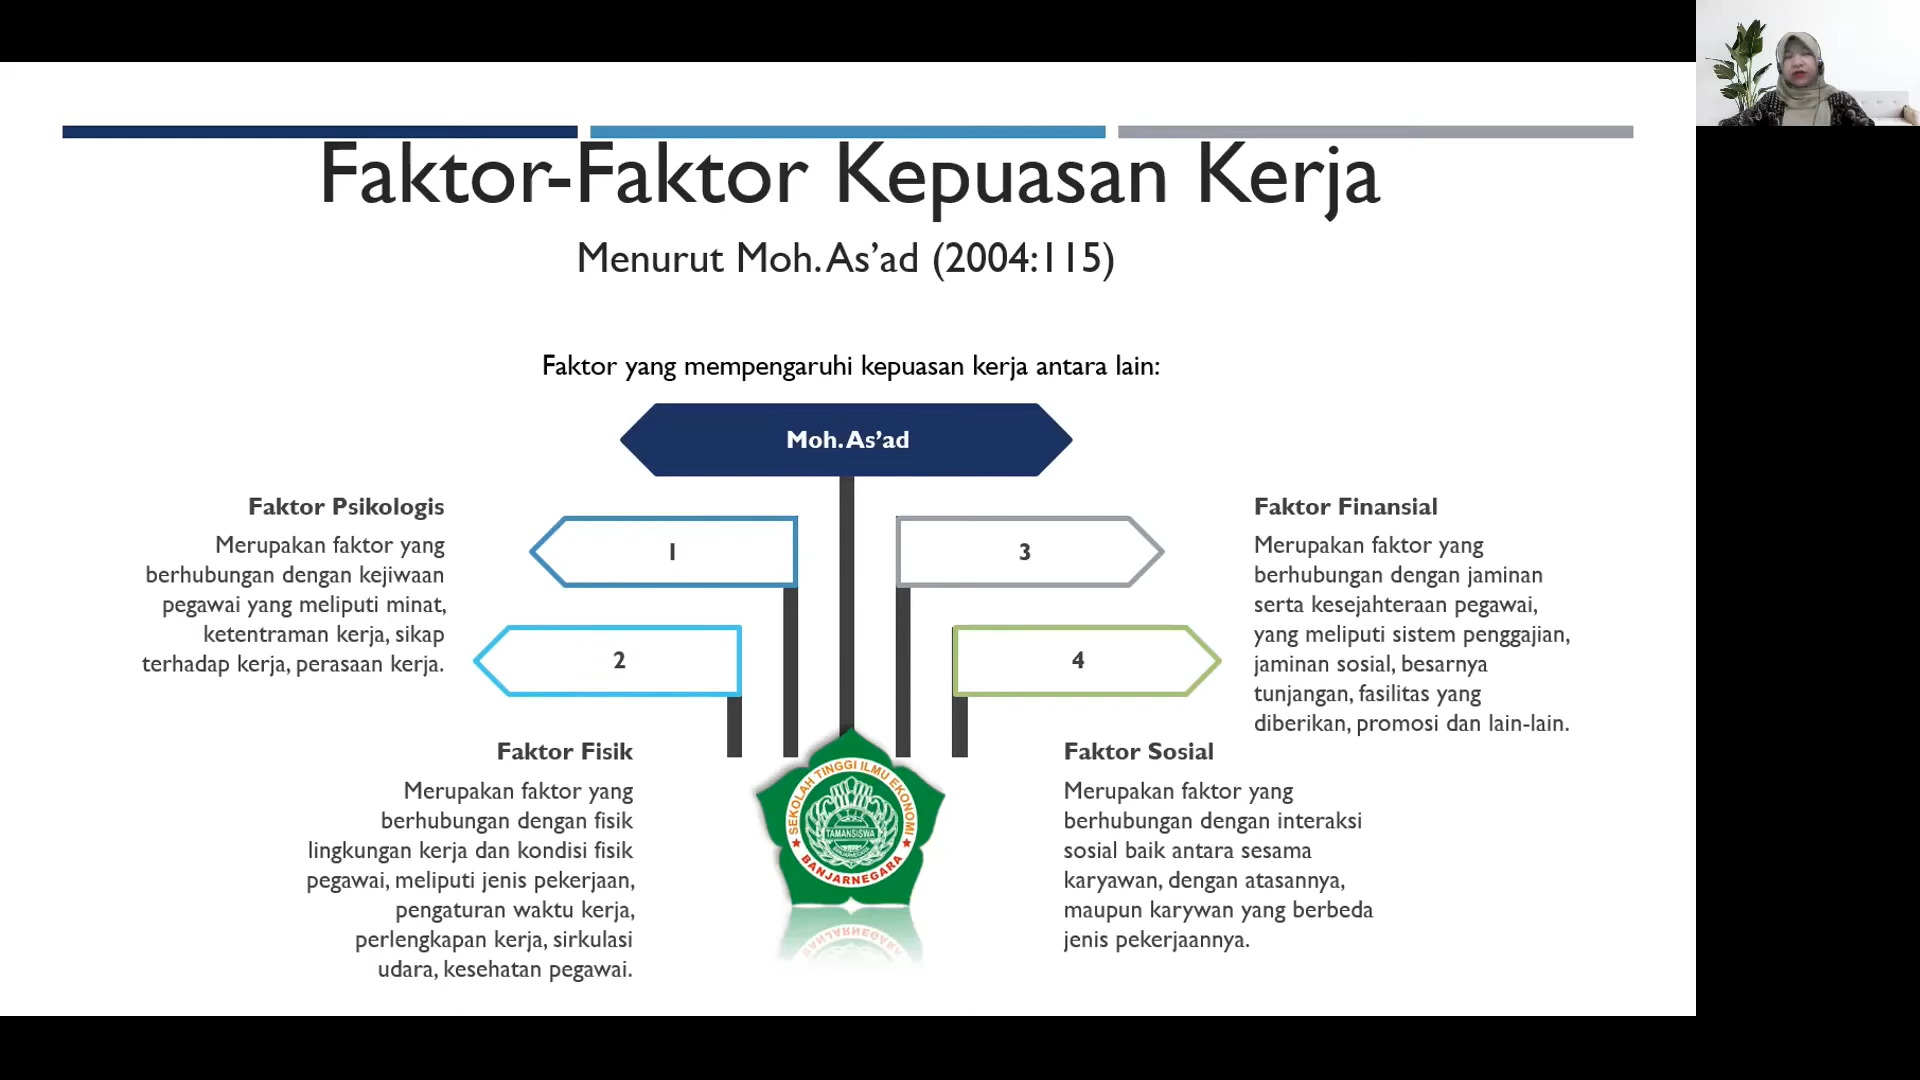 Faktor-Faktor Kepuasan Kerja
Menurut Moh. As’ad (2004:115)
Faktor yang mempengaruhi kepuasan kerja antara lain:
Moh. As’ad
Faktor Psikologis
Merupakan faktor yang
berhubungan dengan kejiwaan
pegawai yang meliputi minat,
ketentraman kerja, sikap
terhadap kerja, perasaan kerja.
1
2
Faktor Fisik
Merupakan faktor yang
berhubungan dengan fisik
lingkungan kerja dan kondisi fisik
pegawai, meliputi jenis pekerjaan,
pengaturan waktu kerja,
perlengkapan kerja, sirkulasi
udara, kesehatan pegawai.
3
Faktor Finansial
Merupakan faktor yang
berhubungan dengan jaminan
serta kesejahteraan pegawai,
yang meliputi sistem penggajian,
jaminan sosial, besarnya
tunjangan, fasilitas yang
diberikan, promosi dan lain-lain.
4
Faktor Sosial
Merupakan faktor yang
berhubungan dengan interaksi
sosial baik antara sesama
karyawan, dengan atasannya,
maupun karywan yang berbeda
jenis pekerjaannya.
SEKOLAH TINGGI ILMU EKONOMI
TAMANSISWA
BANJARNEGARA